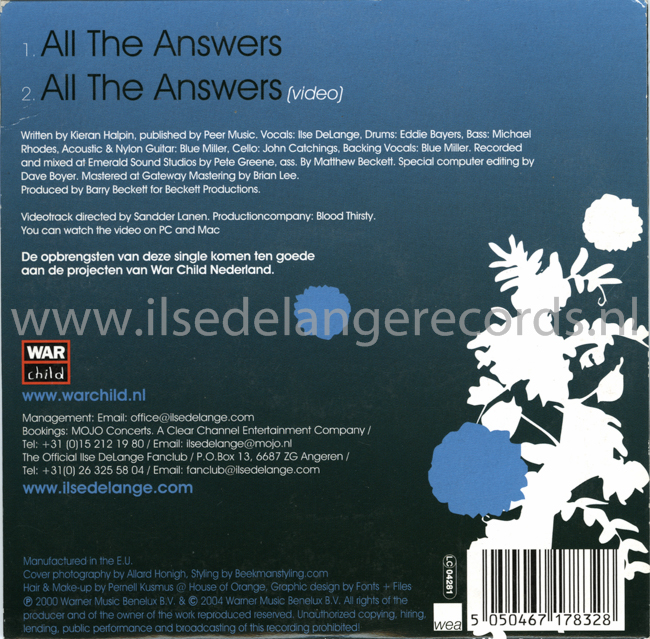 1. All The Answers
2. All The Answers (video)
Written by Kieran Halpin, published by Peer Music. Vocals: Ilse DeLange, Drums: Eddie Bayers, Bass: Michael
Rhodes, Acoustic & Nylon Guitar: Blue Miller, Cello: John Catchings, Backing Vocals: Blue Miller. Recorded
and mixed at Emerald Sound Studios by Pete Greene, ass. By Matthew Beckett. Special computer editing by
Dave Boyer. Mastered at Gateway Mastering by Brian Lee.
Produced by Barry Beckett for Beckett Productions.
Videotrack directed by Sandder Lanen. Productioncompany: Blood Thirsty.
You can watch the video on PC and Mac
De opbrengsten van deze single komen ten goede
aan de projecten van War Child Nederland.
www.ilsedelangerecords.nl
WAR
child
www.warchild.nl
Management: Email: office@ilsedelange.com
Bookings: MOJO Concerts. A Clear Channel Entertainment Company /
Tel: +31 (0)15 212 19 80 / Email: ilsedelange@mojo.nl
The Official Ilse DeLange Fanclub / P.O.Box 13, 6687 ZG Angeren /
Tel: +31(0) 26 325 58 04 / Email: fanclub@ilsedelange.com
www.ilsedelange.com
Manufactured in the E.U.
Cover photography by Allard Honigh, Styling by Beekmanstyling.com
Hair & Make-up by Pernell Kusmus @ House of Orange, Graphic design by Fonts + Files
℗ 2000 Warner Music Benelux B.V. & © 2004 Warner Music Benelux B.V. All rights of the
producer and of the owner of the work reproduced reserved. Unauthorized copying, hiring,
lending, public performance and broadcasting of this recording prohibited!
LC 04281
wea
5 050467 178328